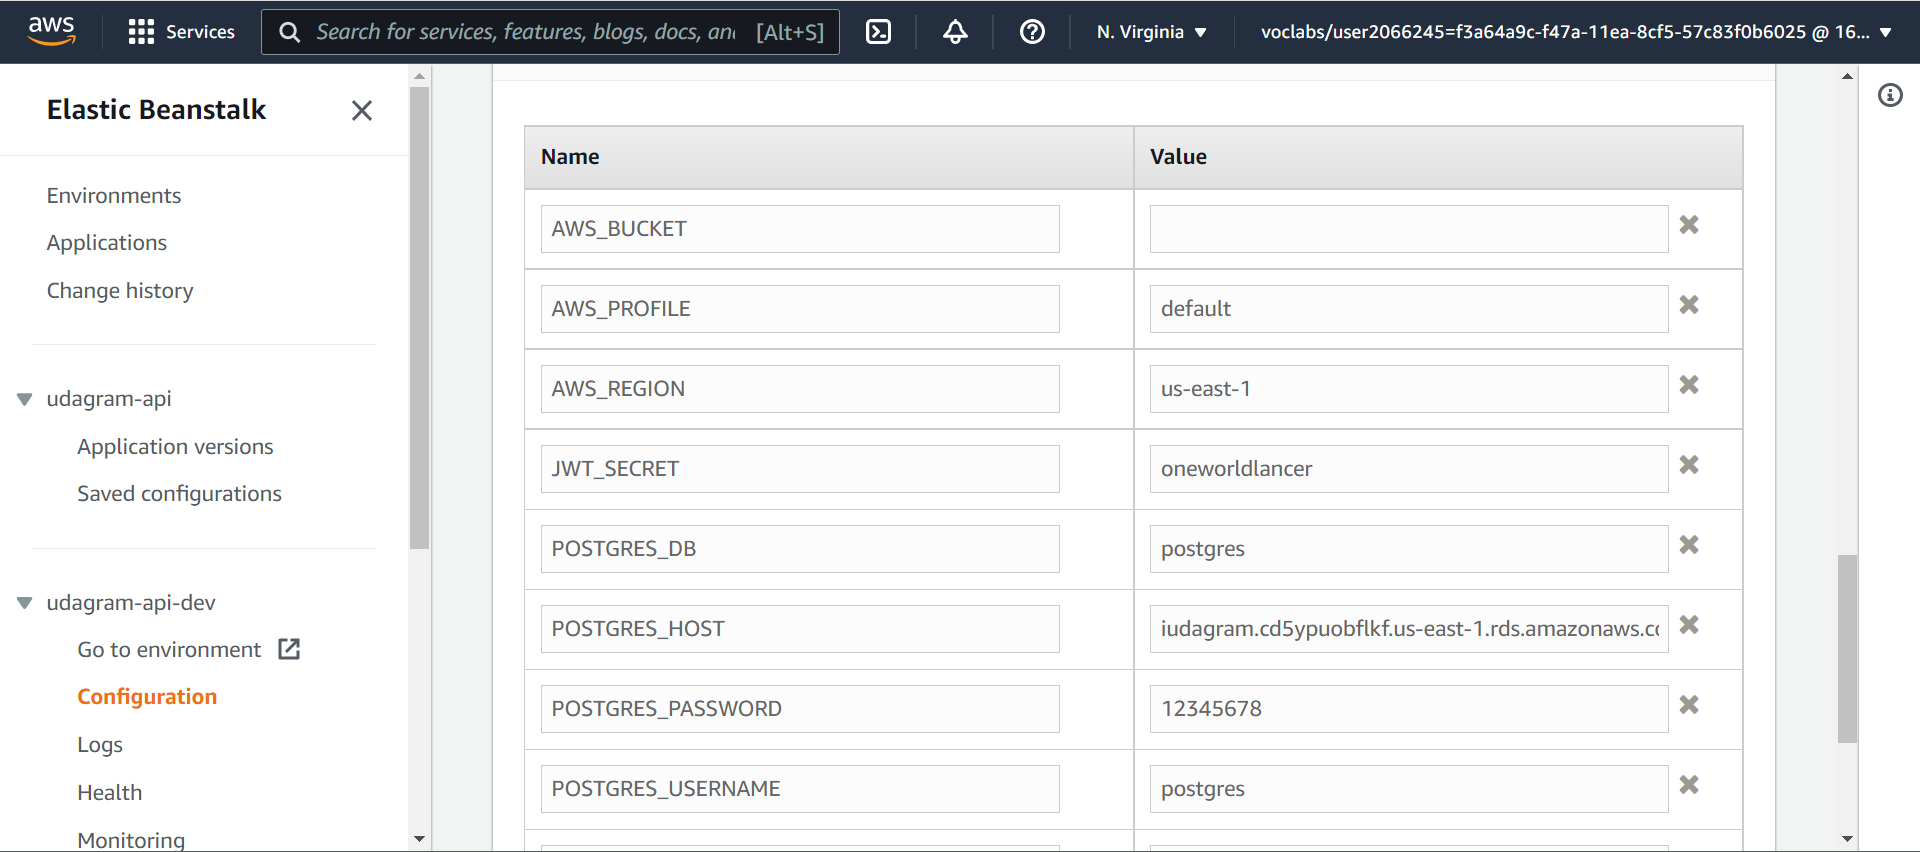 aws
Services
Search for services, features, blogs, docs, an
[Alt+S]
N. Virginia
voclabs/user2066245=f3a64a9c-f47a-11ea-8cf5-57c83f0b6025 @ 16...
Elastic Beanstalk
Environments
Applications
Change history
udagram-api
Application versions
Saved configurations
udagram-api-dev
Go to environment
Configuration
Logs
Health
Monitoring
Name Value
AWS_BUCKET
AWS_PROFILE default
AWS_REGION us-east-1
JWT_SECRET oneworldlancer
POSTGRES_DB postgres
POSTGRES_HOST iudagram.cd5ypuobflkf.us-east-1.rds.amazonaws.cc
POSTGRES_PASSWORD 12345678
POSTGRES_USERNAME postgres